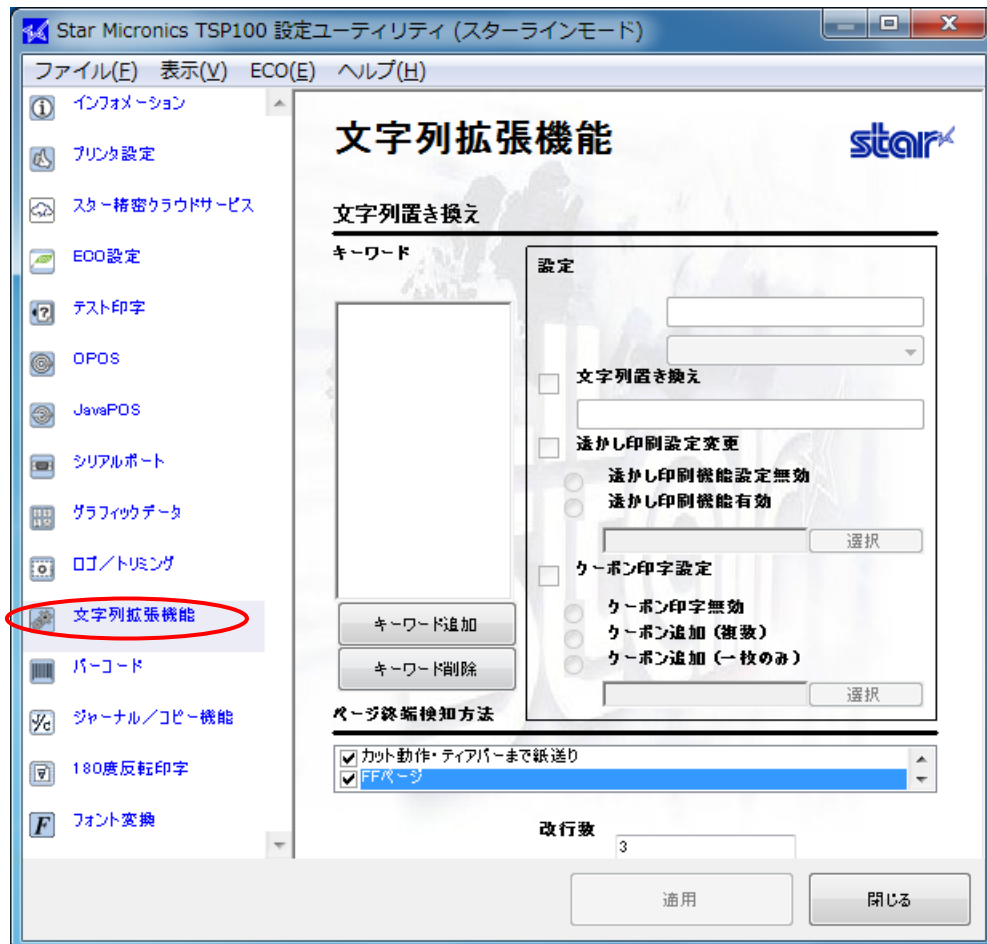 Star Micronics TSP100 設定ユーティリティ (スターラインモード)
ファイル(F) 表示(V) ECO(E) ヘルプ(H)
インフォメーション
プリンタ設定
スター精密クラウドサービス
ECO設定
テスト印字
OPOS
JavaPOS
シリアルポート
グラフィックデータ
ロゴ/トリミング
文字列拡張機能
バーコード
ジャーナル/コピー機能
180度反転印字
フォント変換
文字列拡張機能
star
文字列置き換え
キーワード
設定
文字列置き換え
透かし印刷設定変更
透かし印刷機能設定無効
透かし印刷機能有効
選択
クーポン印字設定
クーポン印字無効
クーポン追加(複数)
クーポン追加(一枚のみ)
選択
キーワード追加
キーワード削除
ページ終端検知方法
カット動作・ティアバーまで紙送り
FFページ
改行数
3
適用
閉じる